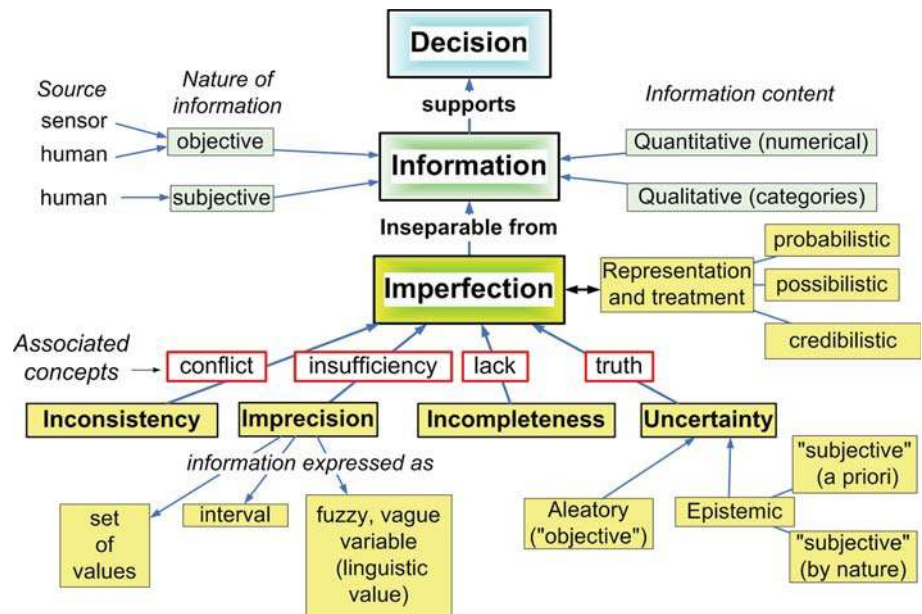 Decision
Source
Nature of
information
supports
Information content
sensor
human
objective
Information
Quantitative (numerical)
human
subjective
Qualitative (categories)
Inseparable from
Imperfection
Representation
and treatment
probabilistic
possibilistic
credibilistic
Associated
concepts
conflict
insufficiency
lack
truth
Inconsistency
Imprecision
Incompleteness
Uncertainty
information expressed as
set
of
values
interval
fuzzy, vague
variable
(linguistic
value)
Aleatory
("objective")
Epistemic
"subjective"
(a priori)
"subjective"
(by nature)